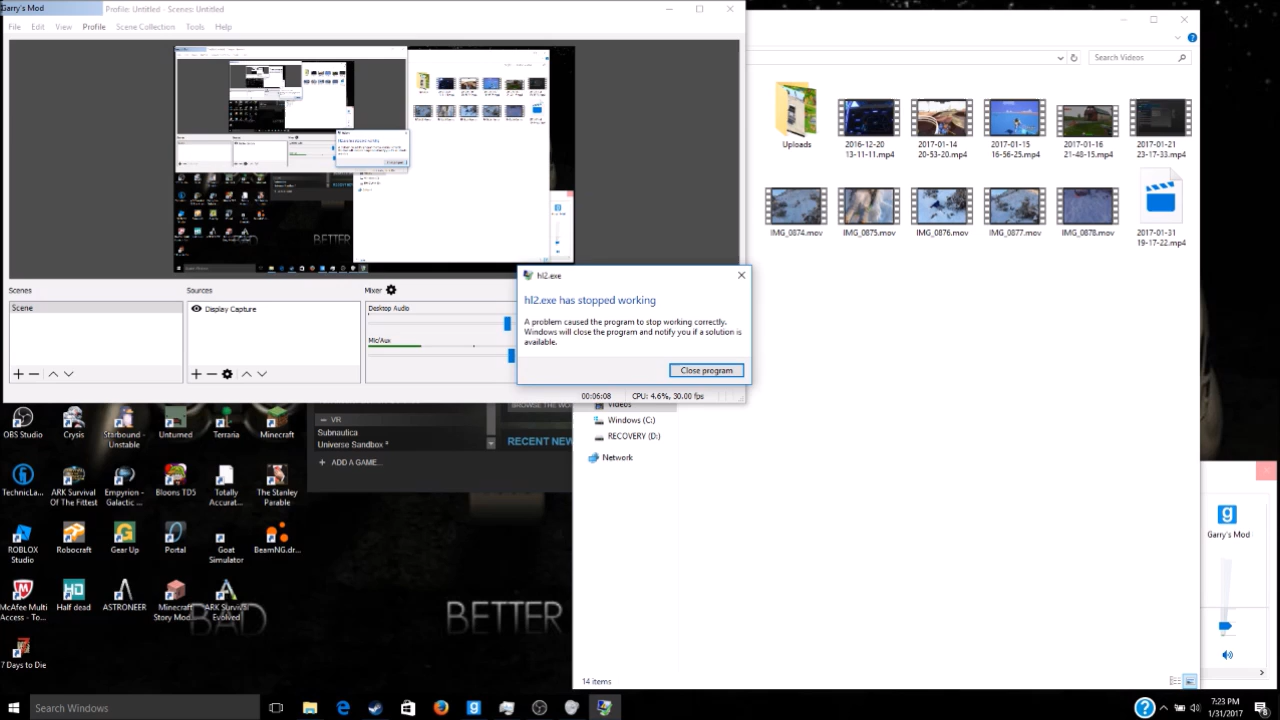 Garry's Mod
Profile: Untitled - Scenes: Untitled
File Edit View Profile Scene Collection Tools Help
Search Videos
Uploads
2016-12-20
13-11-11.mp4
2017-01-14
20-53-20.mp4
2017-01-15
16-56-25.mp4
2017-01-16
21-48-15.mp4
2017-01-21
23-17-33.mp4
IMG_0874.mov
IMG_0875.mov
IMG_0876.mov
IMG_0877.mov
IMG_0878.mov
2017-01-31
19-17-22.mp4
BETTER
Scenes
Sources
Mixer
Scene
Display Capture
Desktop Audio
Mic/Aux
hl2.exe
hl2.exe has stopped working
A problem caused the program to stop working correctly.
Windows will close the program and notify you if a solution is
available.
Close program
00:06:08
CPU: 4.6%, 30.00 fps
Videos
Windows (C:)
RECOVERY (D:)
Network
VR
Subnautica
Universe Sandbox ²
ADD A GAME...
RECENT NEW
OBS Studio
Crysis
Starbound -
Unstable
Unturned
Terraria
Minecraft
TechnicLa...
ARK Survival
Of The Fittest
Empyrion -
Galactic ...
Bloons TD5
Totally
Accurat...
The Stanley
Parable
ROBLOX
Studio
Robocraft
Gear Up
Portal
Goat
Simulator
BeamNG.dr...
McAfee Multi
Access - To...
Half dead
ASTRONEER
Minecraft
Story Mod...
ARK Survival
Evolved
7 Days to Die
BAD
BETTER
Garry's Mod
14 items
Search Windows
7:23 PM
1/31/2017